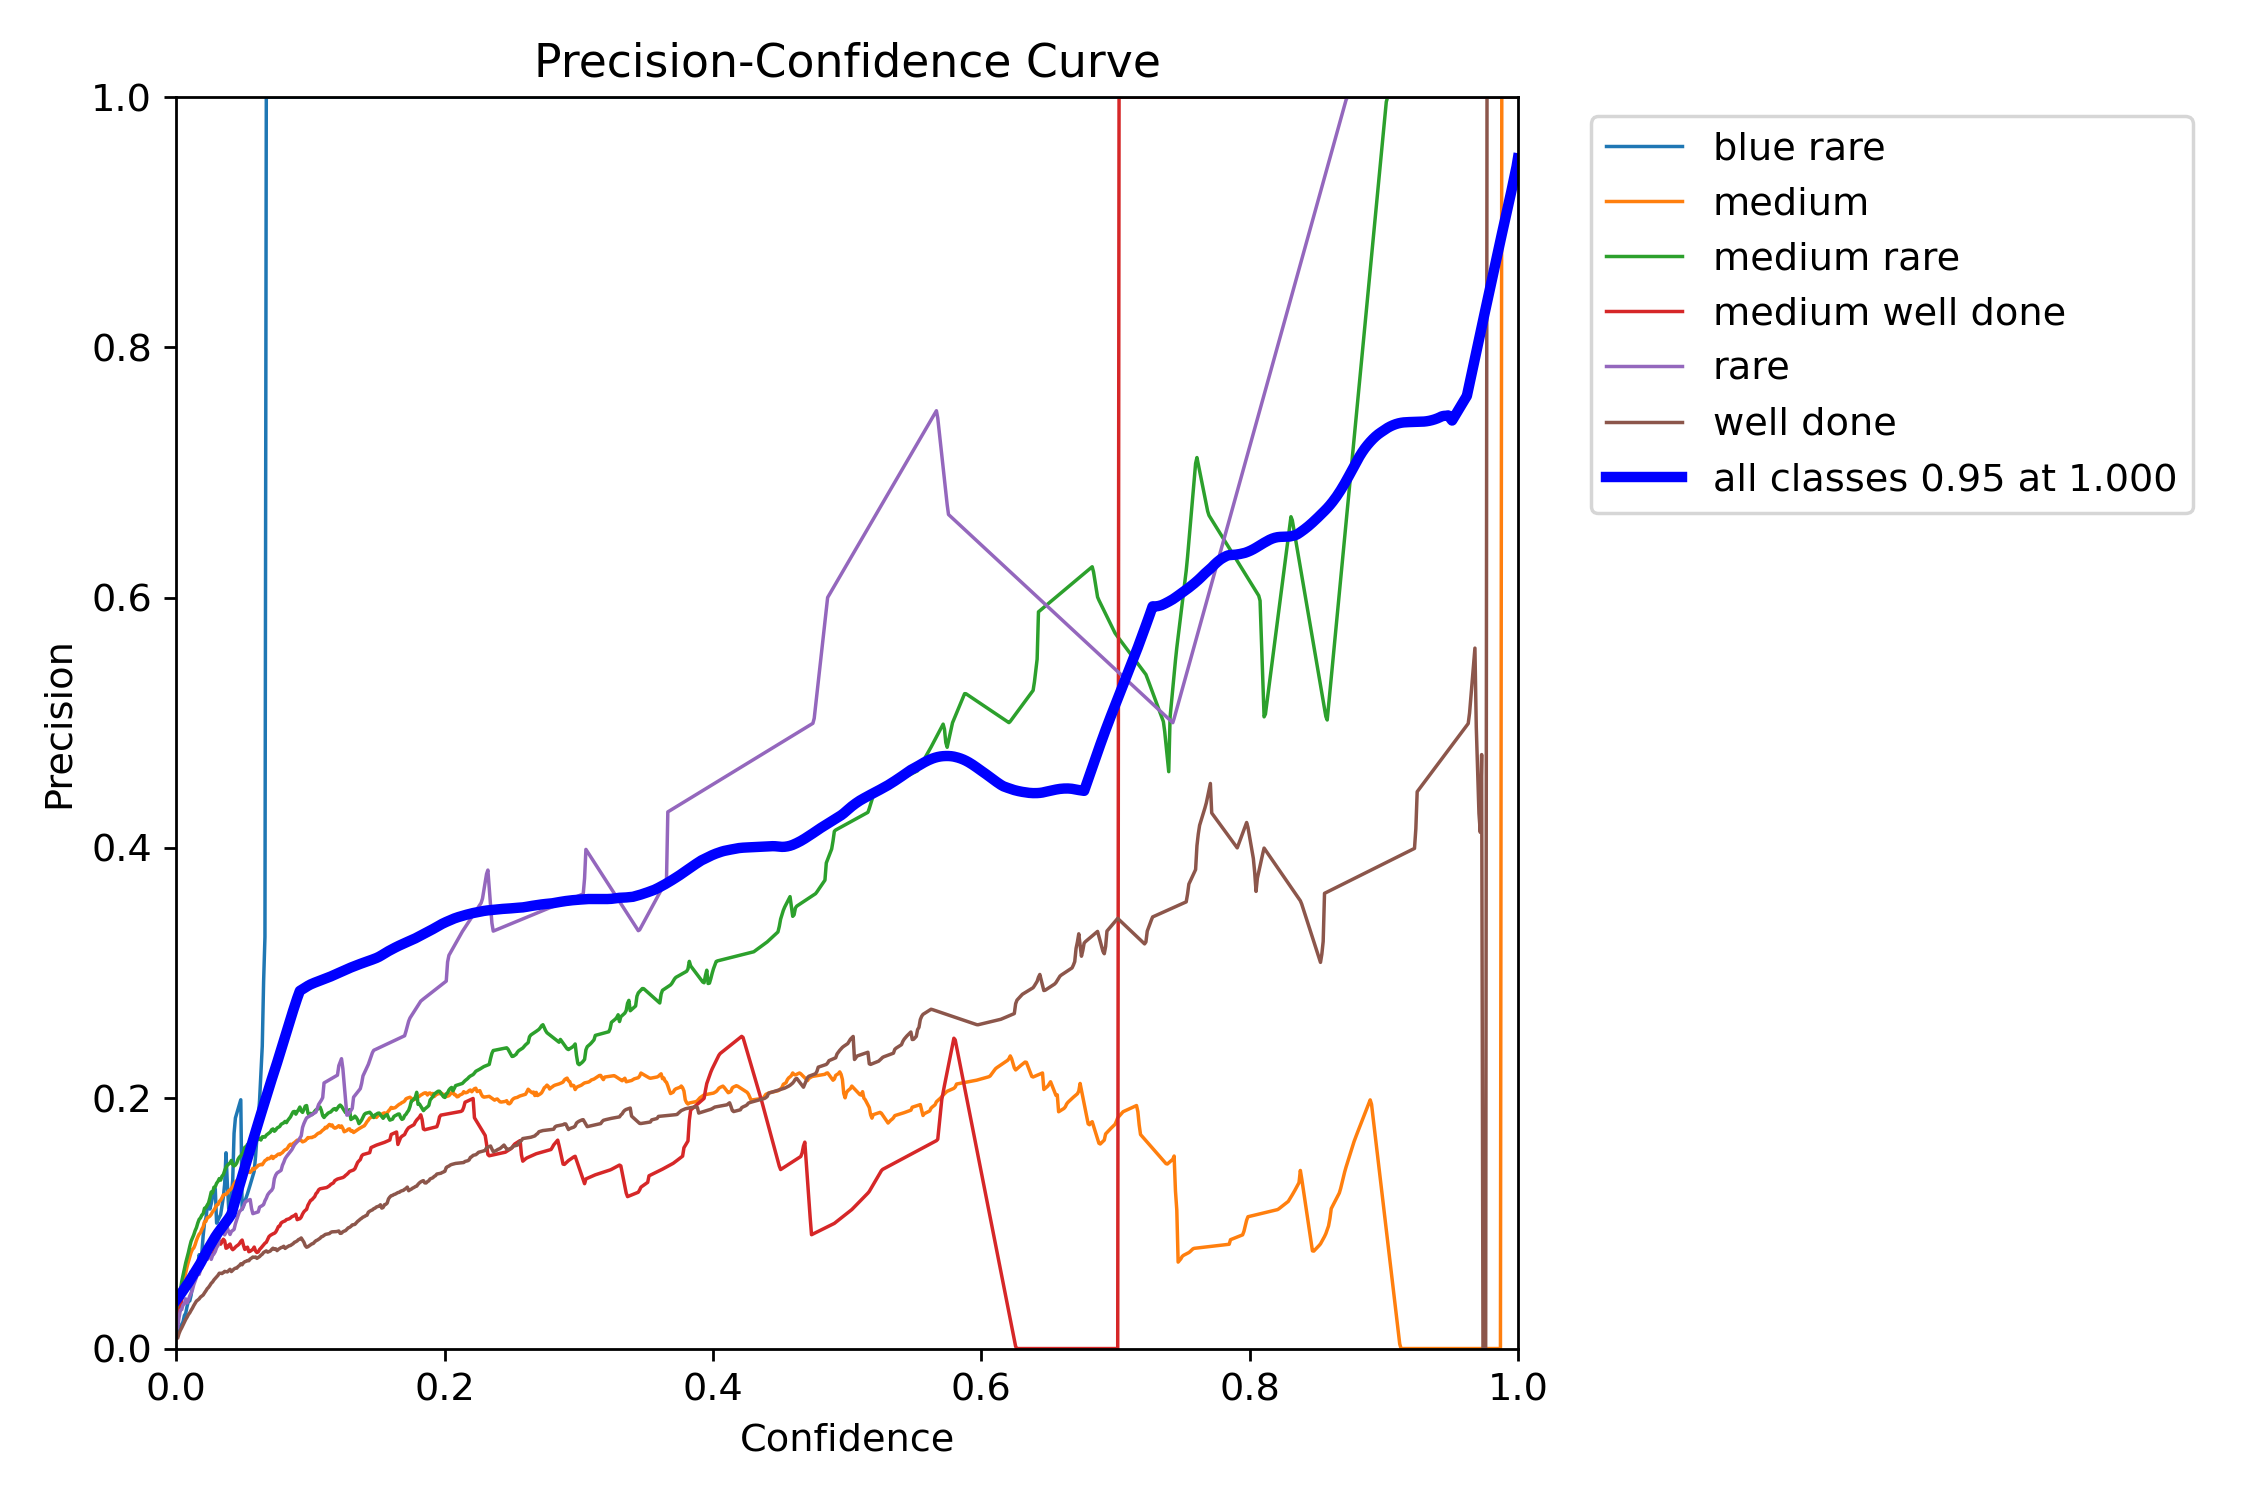 Precision-Confidence Curve
1.0
0.8
0.6
0.4
0.2
0.0
Precision
0.0 0.2 0.4 0.6 0.8 1.0
Confidence
blue rare
medium
medium rare
medium well done
rare
well done
all classes 0.95 at 1.000